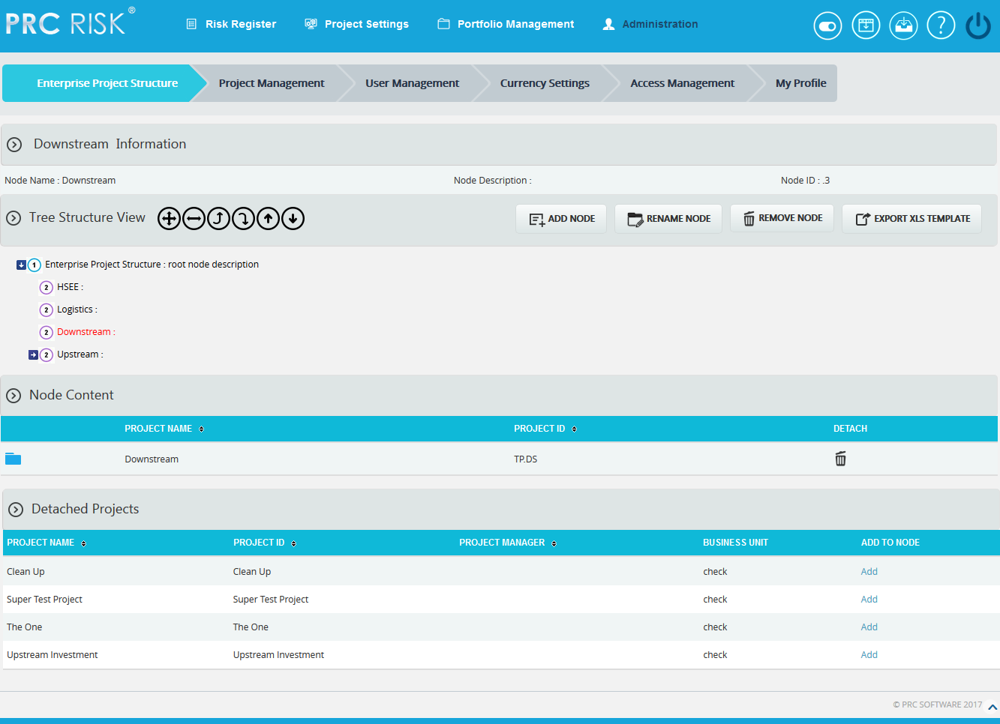 PRC RISK ®
Risk Register Project Settings Portfolio Management Administration
?
Enterprise Project Structure Project Management User Management Currency Settings Access Management My Profile
Downstream Information
Node Name : Downstream Node Description : Node ID : .3
Tree Structure View ADD NODE RENAME NODE REMOVE NODE EXPORT XLS TEMPLATE
1 Enterprise Project Structure : root node description
2 HSEE :
2 Logistics :
2 Downstream :
2 Upstream :
Node Content
PROJECT NAME PROJECT ID DETACH
Downstream TP.DS
Detached Projects
PROJECT NAME PROJECT ID PROJECT MANAGER BUSINESS UNIT ADD TO NODE
Clean Up Clean Up check Add
Super Test Project Super Test Project check Add
The One The One check Add
Upstream Investment Upstream Investment check Add
© PRC SOFTWARE 2017